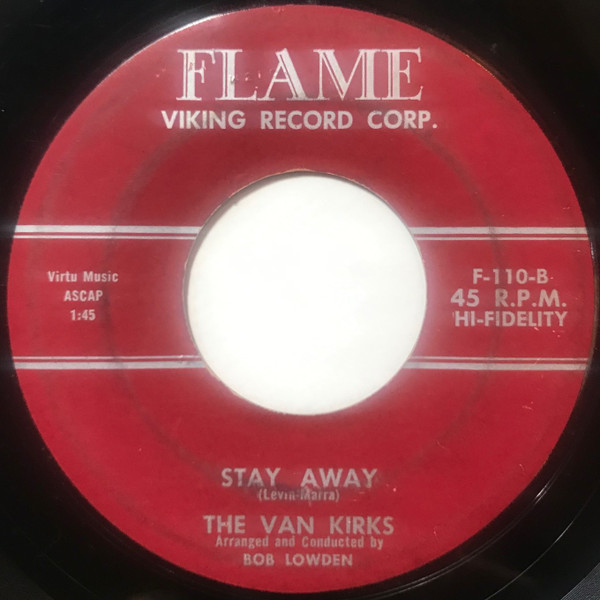 FLAME
VIKING RECORD CORP.
Virtu Music
ASCAP
1:45
F-110-B
45 R.P.M.
HI-FIDELITY
STAY AWAY
(Levin-Marra)
THE VAN KIRKS
Arranged and Conducted by
BOB LOWDEN